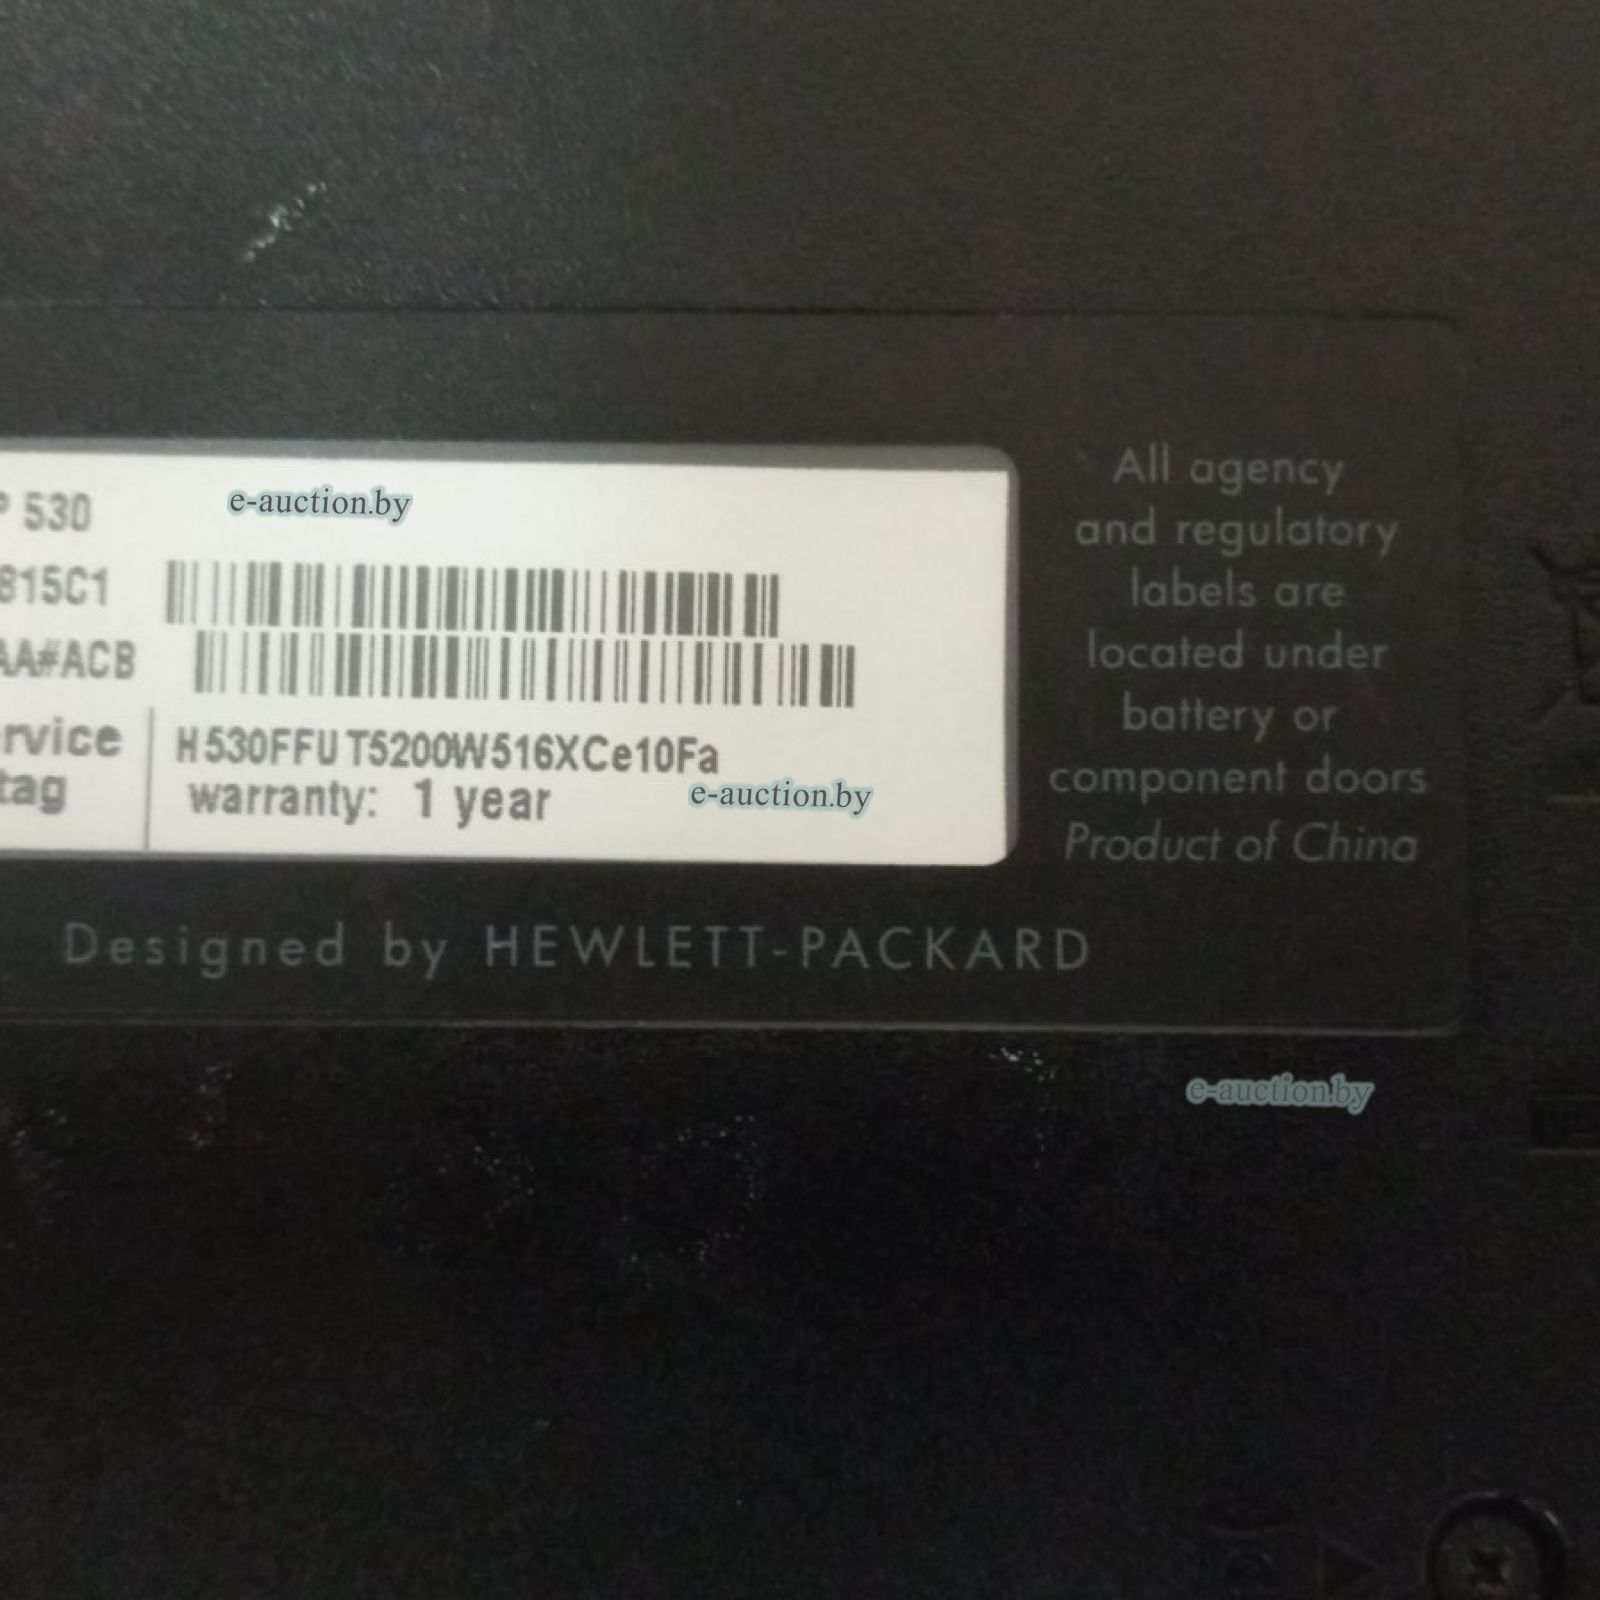 P 530
e-auction.by
815C1
AA#ACB
rvice
tag
H530FFU T5200W516XCe10Fa
warranty: 1 year
e-auction.by
All agency
and regulatory
labels are
located under
battery or
component doors
Product of China
Designed by HEWLETT-PACKARD
e-auction.by